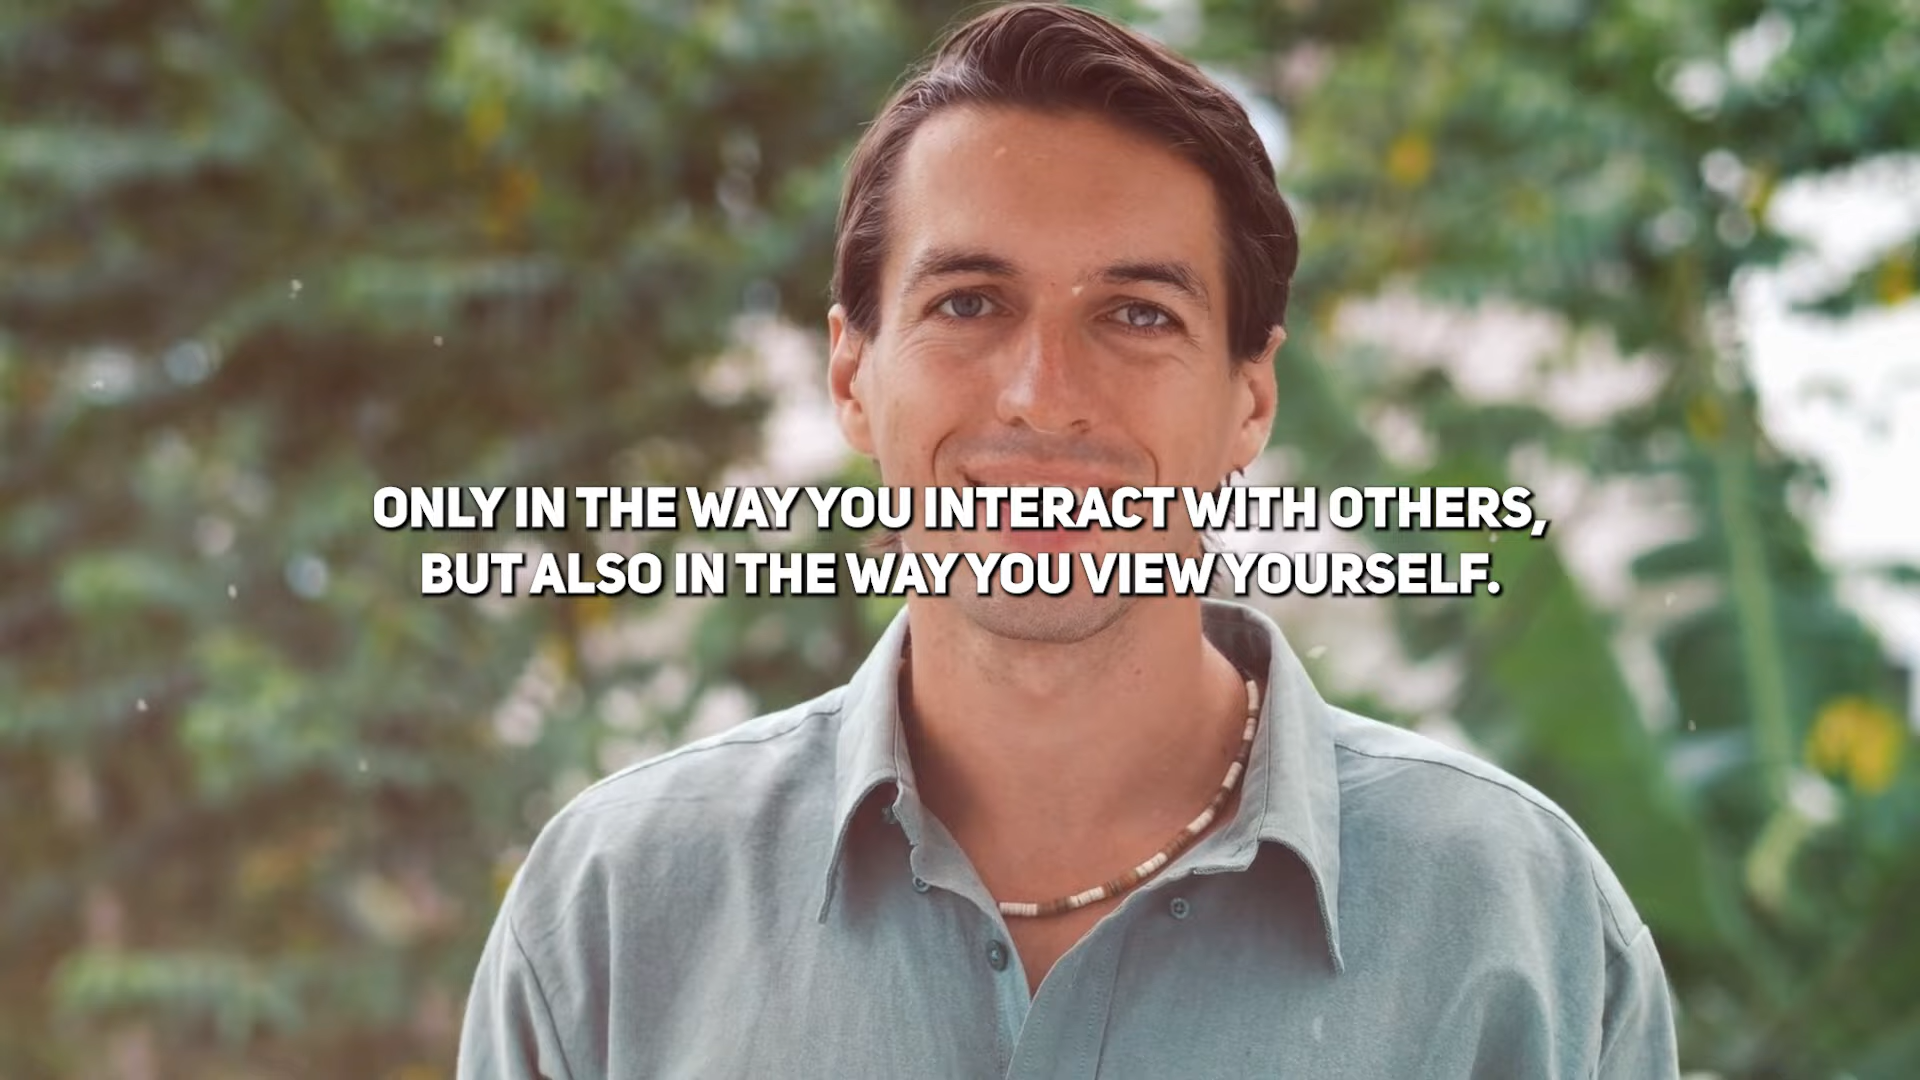 ONLY IN THE WAY YOU INTERACT WITH OTHERS,
BUT ALSO IN THE WAY YOU VIEW YOURSELF.